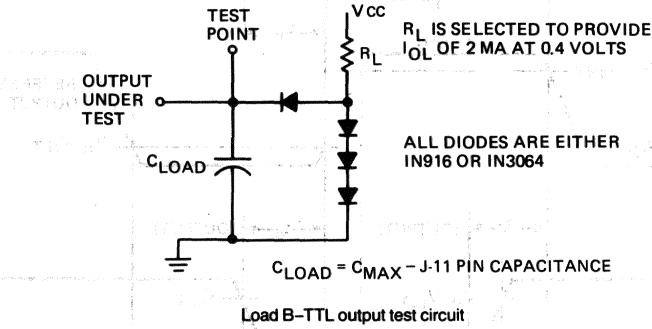 TEST
POINT
VCC
RL
RL IS SELECTED TO PROVIDE
IOL OF 2 MA AT 0.4 VOLTS
OUTPUT
UNDER
TEST
CLOAD
ALL DIODES ARE EITHER
IN916 OR IN3064
CLOAD = CMAX – J-11 PIN CAPACITANCE
Load B–TTL output test circuit